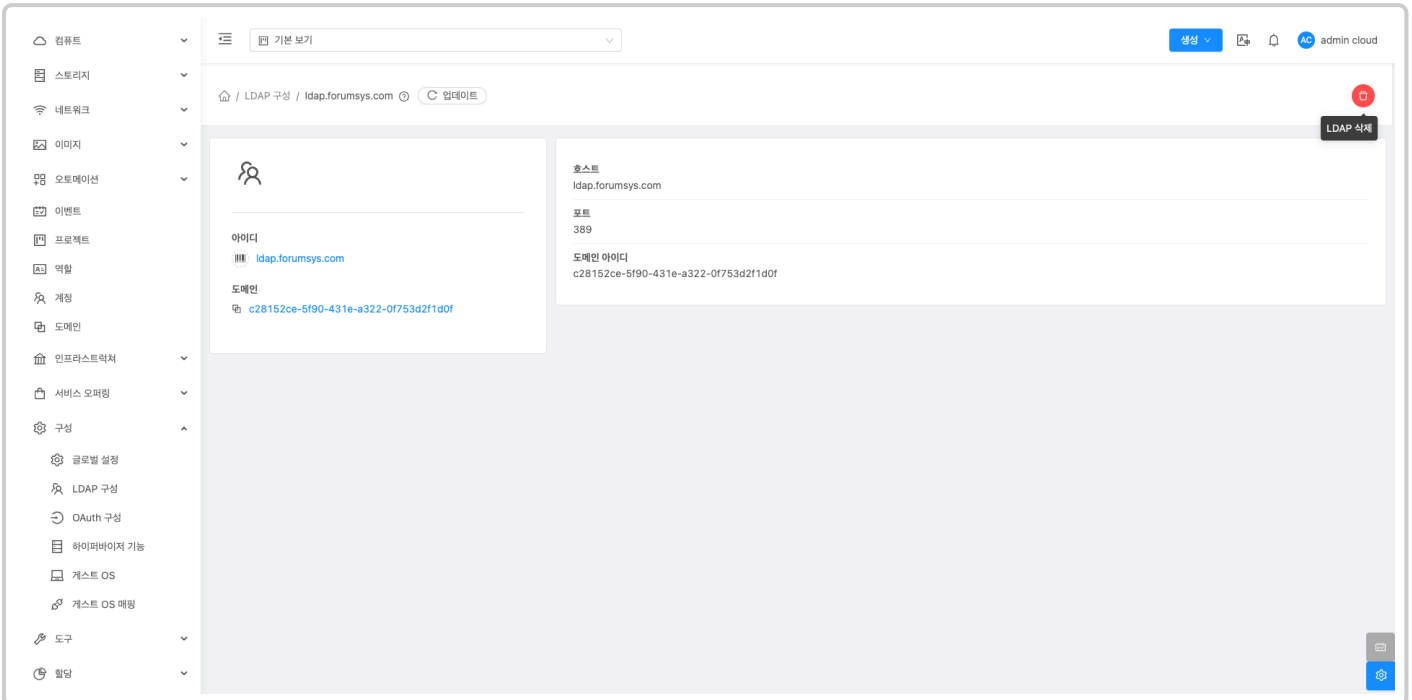 컴퓨트
스토리지
네트워크
이미지
오토메이션
이벤트
프로젝트
역할
계정
도메인
인프라스트럭쳐
서비스 오퍼링
구성
글로벌 설정
LDAP 구성
OAuth 구성
하이퍼바이저 기능
게스트 OS
게스트 OS 매핑
도구
할당
기본 보기
생성
AC admin cloud
/ LDAP 구성 / ldap.forumsys.com 업데이트
LDAP 삭제
아이디
ldap.forumsys.com
도메인
c28152ce-5f90-431e-a322-0f753d2f1d0f
호스트
ldap.forumsys.com
포트
389
도메인 아이디
c28152ce-5f90-431e-a322-0f753d2f1d0f